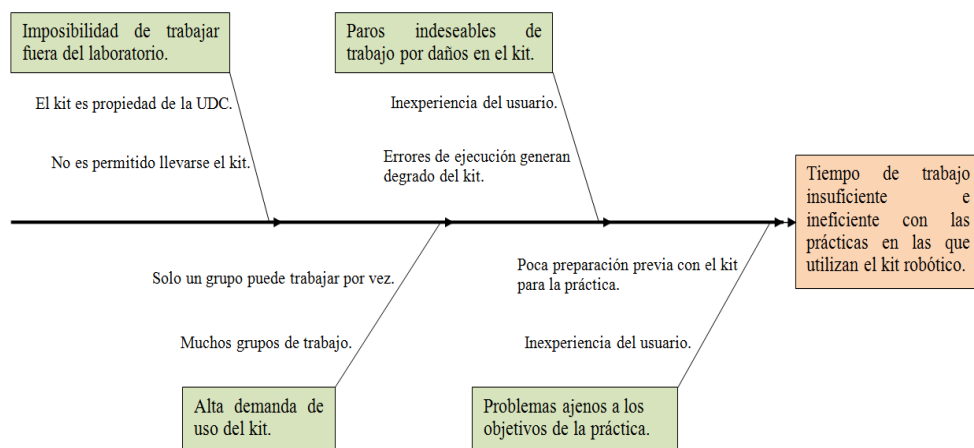 Imposibilidad de trabajar
fuera del laboratorio.
El kit es propiedad de la UDC.
No es permitido llevarse el kit.
Paros indeseables de
trabajo por daños en el kit.
Inexperiencia del usuario.
Errores de ejecución generan
degrado del kit.
Tiempo de trabajo
insuficiente e
ineficiente con las
prácticas en las que
utilizan el kit robótico.
Solo un grupo puede trabajar por vez.
Muchos grupos de trabajo.
Alta demanda de
uso del kit.
Poca preparación previa con el kit
para la práctica.
Inexperiencia del usuario.
Problemas ajenos a los
objetivos de la práctica.